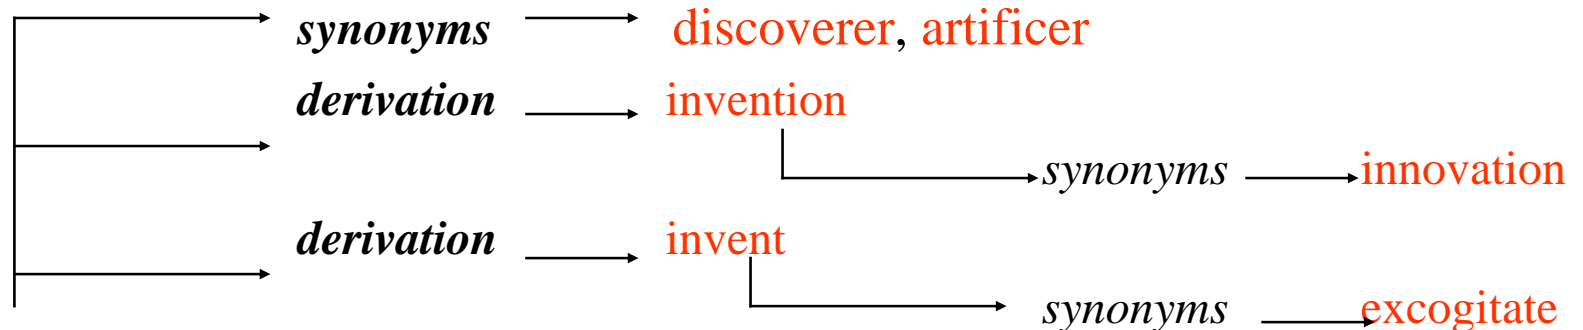 synonyms discoverer, artificer
derivation invention
synonyms innovation
derivation invent
synonyms excogitate